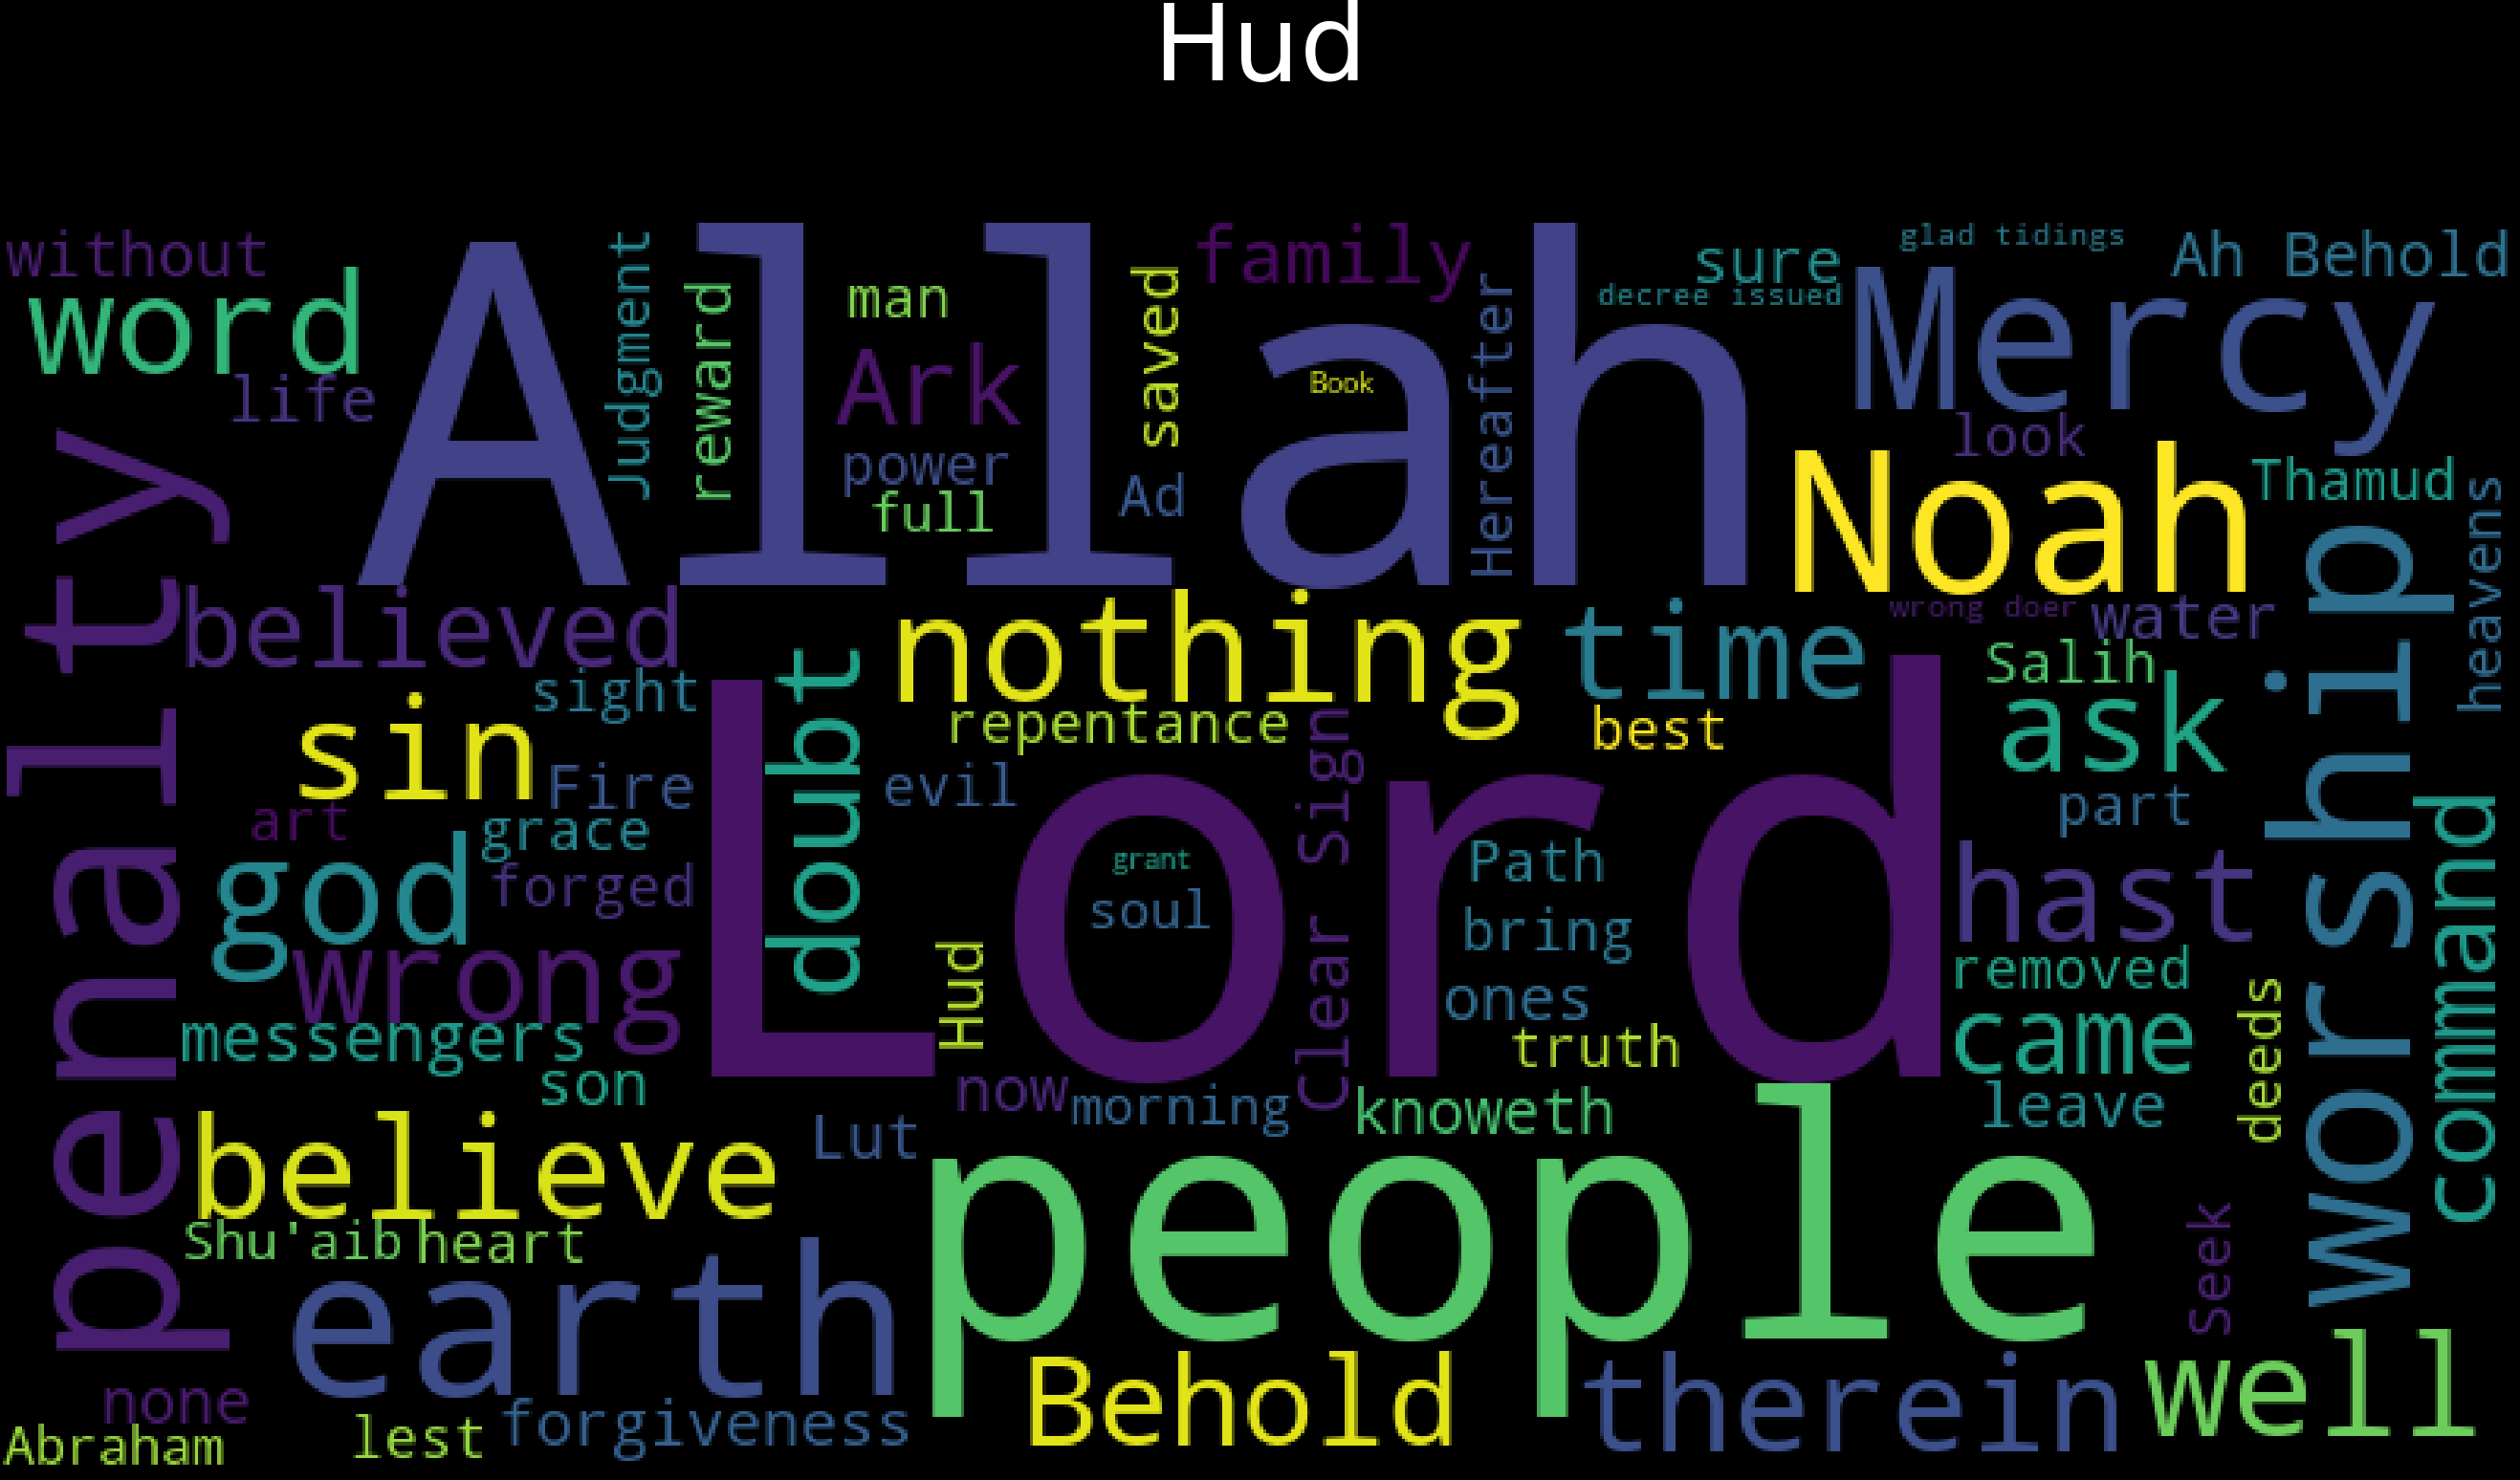 Hud
without
word
life
Allah
Judgment
reward
man
Ark
power
full
saved
Ad
family
Book
Hereafter
sure
decree issued
glad tidings
Ah Behold
Mercy
look
Noah
Thamud
heavens
penality
believed
nothing
time
wrong doer
water
Salih
worship
sight
sin
doubt
repentance
best
ask
Fire
evil
Clear Sign
part
art
grace
Lord
Path
hast
command
god
forged
grant
soul
bring
wrong
Hud
ones
removed
messengers
truth
came
deeds
son
now
morning
knoweth
leave
believe
Lut
people
Shu'aib
heart
Seek
earth
Behold
therein
well
none
Abraham
lest
forgiveness